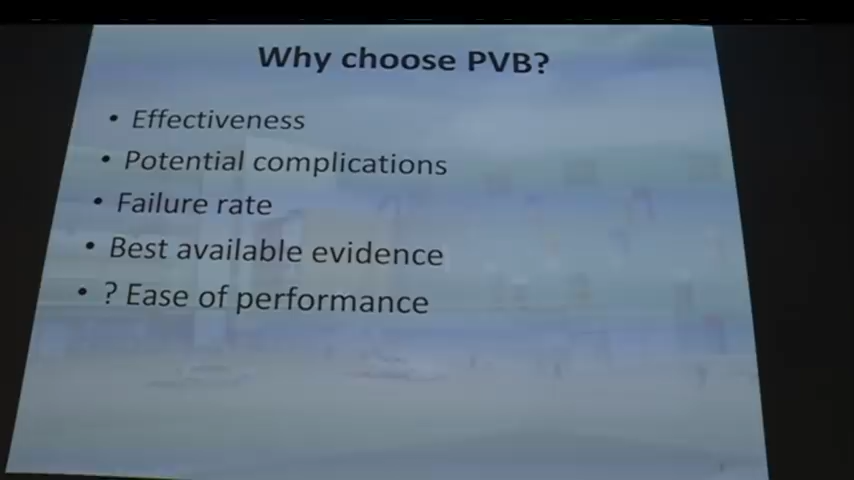 Why choose PVB?
• Effectiveness
• Potential complications
• Failure rate
• Best available evidence
• ? Ease of performance